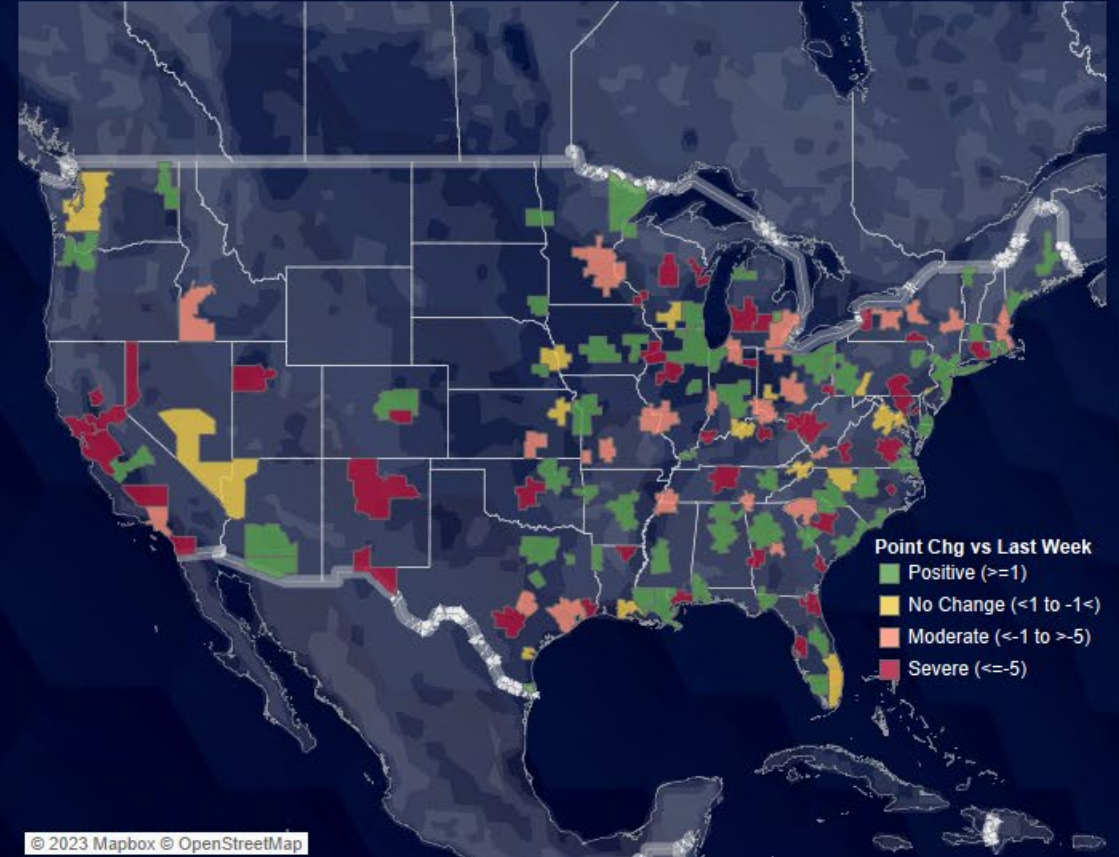 Point Chg vs Last Week
Positive (>=1)
No Change (<1 to -1<)
Moderate (<-1 to >-5)
Severe (<=-5)
© 2023 Mapbox © OpenStreetMap